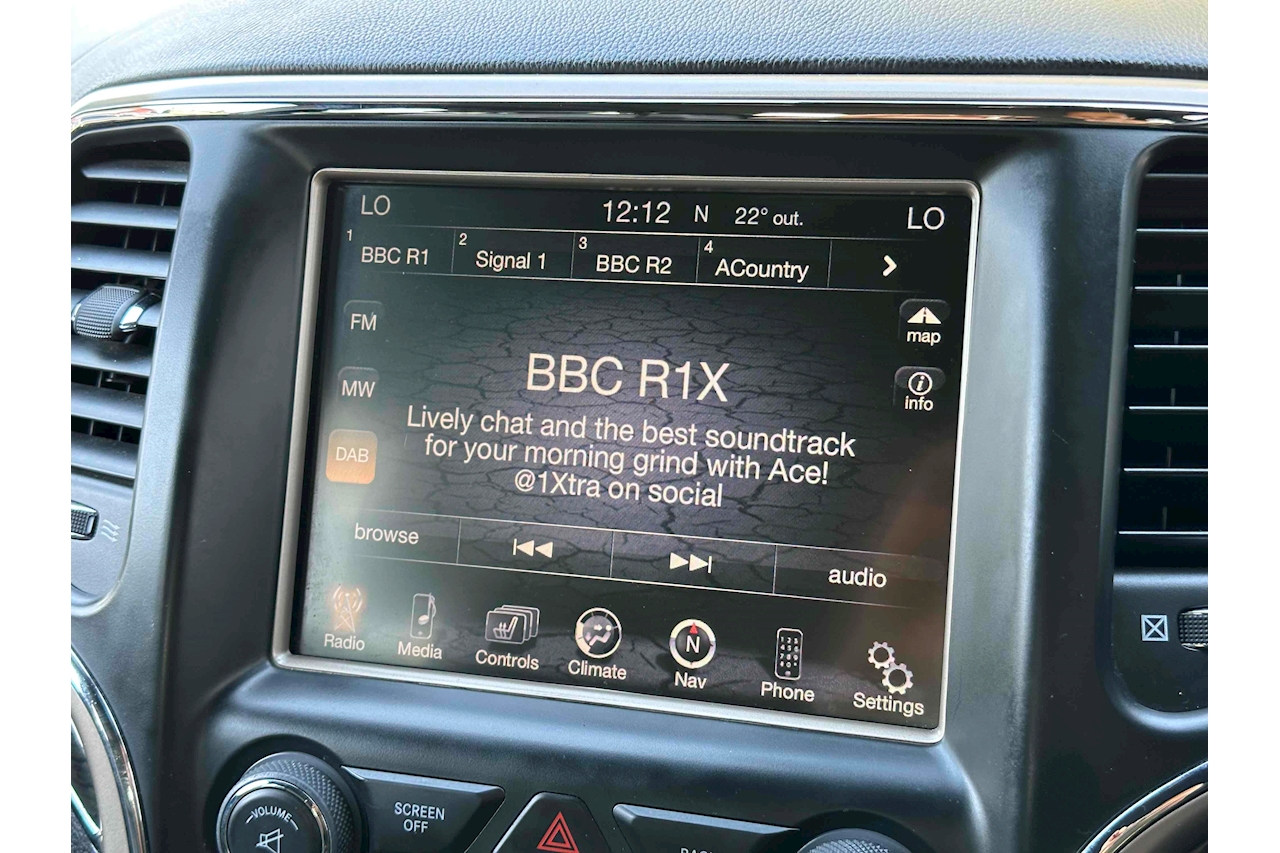 LO 12:12 N 22° out. LO
1 BBC R1 2 Signal 1 3 BBC R2 4 ACountry
FM
map
MW
info
DAB
BBC R1X
Lively chat and the best soundtrack
for your morning grind with Ace!
@1Xtra on social
browse audio
Radio Media Controls Climate N Nav Phone Settings
VOLUME
SCREEN
OFF